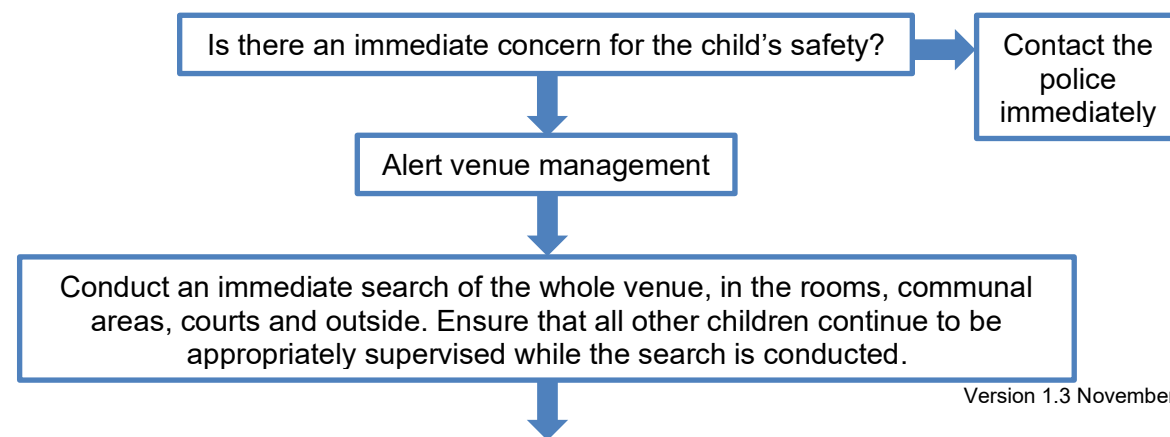 Is there an immediate concern for the child's safety?
Contact the
police
immediately
Alert venue management
Conduct an immediate search of the whole venue, in the rooms, communal
areas, courts and outside. Ensure that all other children continue to be
appropriately supervised while the search is conducted.
Version 1.3 November